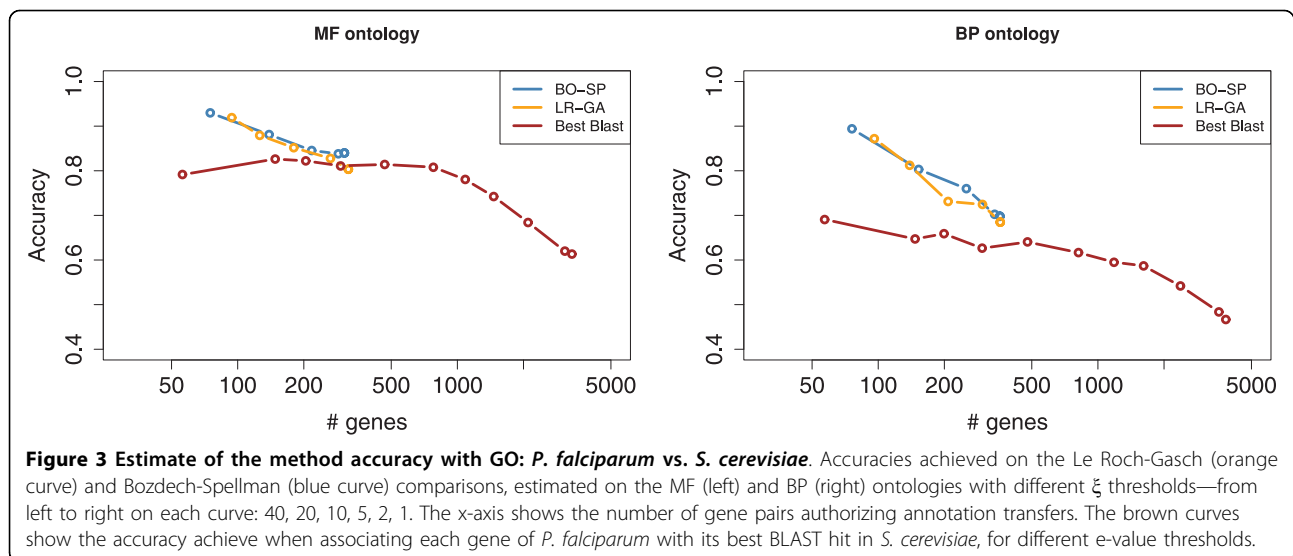 MF ontology
BO−SP
LR−GA
Best Blast
Accuracy
1.0
0.8
0.6
0.4
50 100 200 500 1000 5000
# genes
BP ontology
BO−SP
LR−GA
Best Blast
Accuracy
1.0
0.8
0.6
0.4
50 100 200 500 1000 5000
# genes
Figure 3 Estimate of the method accuracy with GO: P. falciparum vs. S. cerevisiae. Accuracies achieved on the Le Roch-Gasch (orange
curve) and Bozdech-Spellman (blue curve) comparisons, estimated on the MF (left) and BP (right) ontologies with different ξ thresholds—from
left to right on each curve: 40, 20, 10, 5, 2, 1. The x-axis shows the number of gene pairs authorizing annotation transfers. The brown curves
show the accuracy achieve when associating each gene of P. falciparum with its best BLAST hit in S. cerevisiae, for different e-value thresholds.